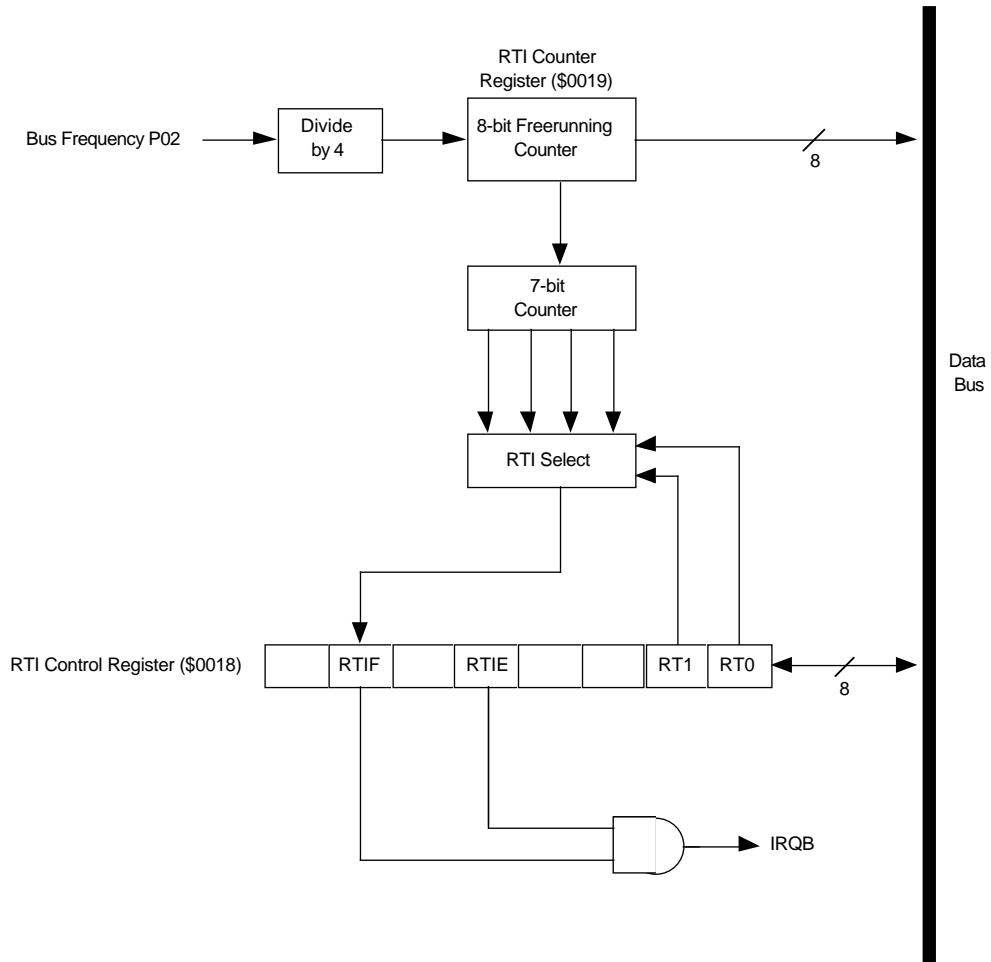 RTI Counter
Register ($0019)
Bus Frequency P02
Divide
by 4
8-bit Freerunning
Counter
8
7-bit
Counter
Data
Bus
RTI Select
RTI Control Register ($0018)
RTIF
RTIE
RT1
RT0
8
IRQB